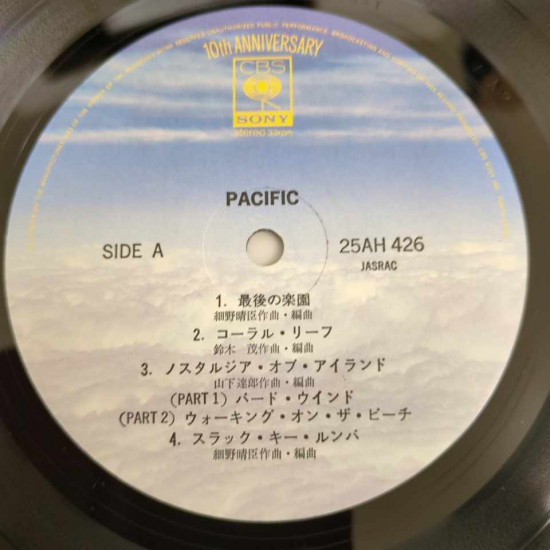 10th ANNIVERSARY
CBS
SONY
stereo 33rpm
PACIFIC
SIDE A
25AH 426
JASRAC
1. 最後の楽園
細野晴臣作曲・編曲
2. コーラル・リーフ
鈴木 茂作曲・編曲
3. ノスタルジア・オブ・アイランド
山下達郎作曲・編曲
(PART 1) バード・ウインド
(PART 2) ウォーキング・オン・ザ・ビーチ
4. スラック・キー・ルンバ
細野晴臣作曲・編曲